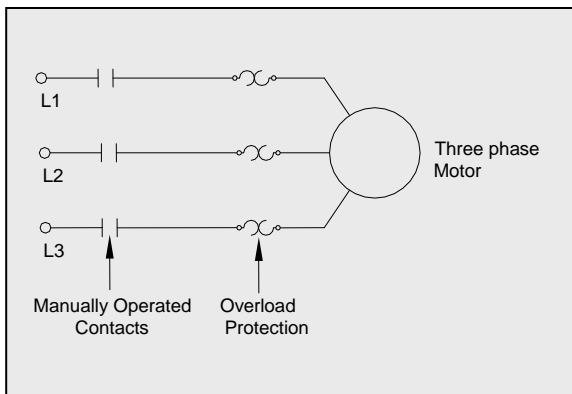 L1
L2
L3
Three phase
Motor
Manually Operated
Contacts
Overload
Protection